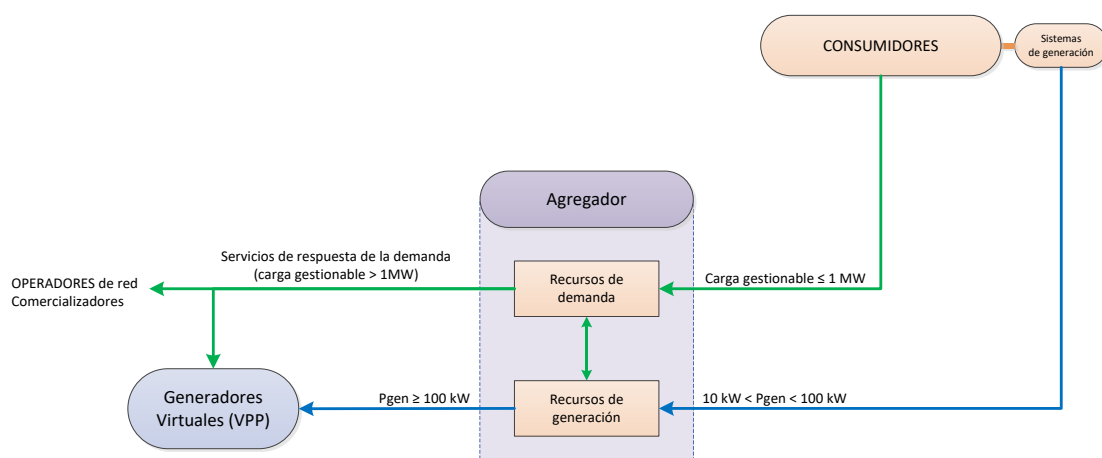 CONSUMIDORES
Sistemas
de generación
Agregador
Servicios de respuesta de la demanda
(carga gestionable > 1MW)
OPERADORES de red
Comercializadores
Recursos de
demanda
Carga gestionable ≤ 1 MW
Generadores
Virtuales (VPP)
Pgen ≥ 100 kW
Recursos de
generación
10 kW < Pgen < 100 kW